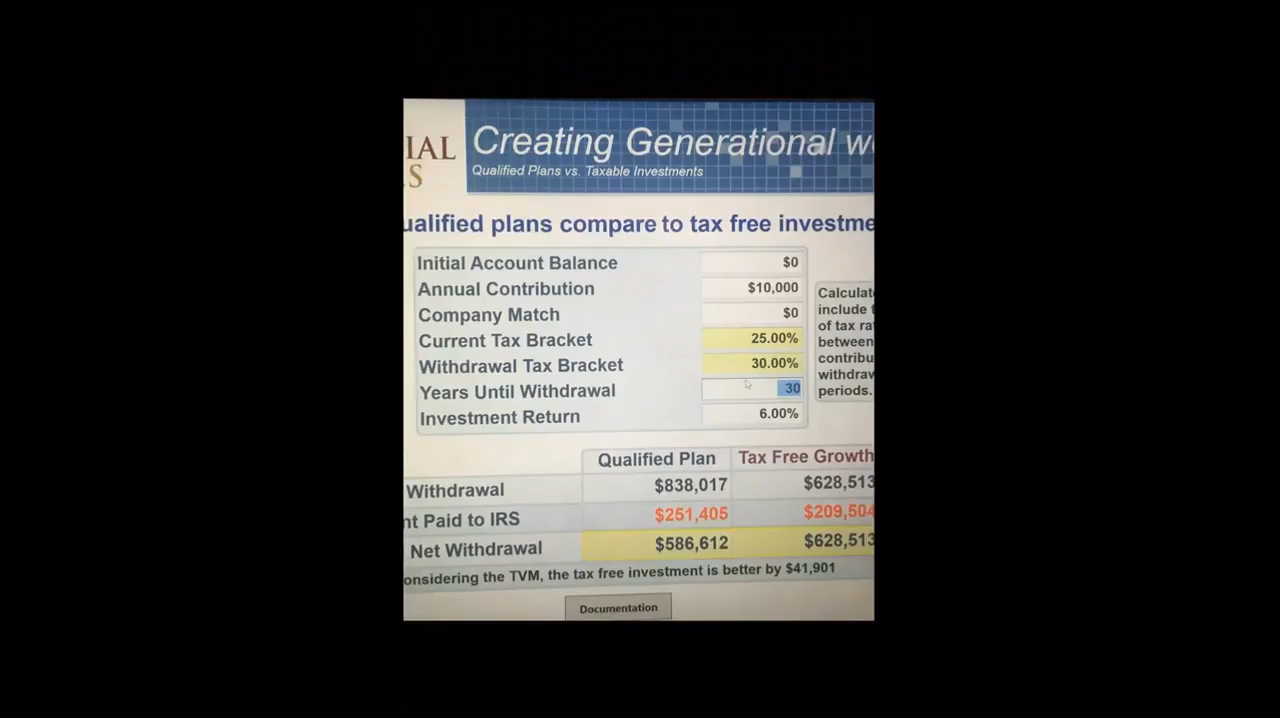 IAL
Creating Generational
S
Qualified Plans vs. Taxable Investments
ualified plans compare to tax free investme
Initial Account Balance $0
Annual Contribution $10,000
Company Match $0
Current Tax Bracket 25.00%
Withdrawal Tax Bracket 30.00%
Years Until Withdrawal 30
Investment Return 6.00%
Calculat
include
of tax ra
between
contribu
withdraw
periods.
Qualified Plan Tax Free Growth
Withdrawal $838,017 $628,513
nt Paid to IRS $251,405 $209,504
Net Withdrawal $586,612 $628,513
onsidering the TVM, the tax free investment is better by $41,901
Documentation